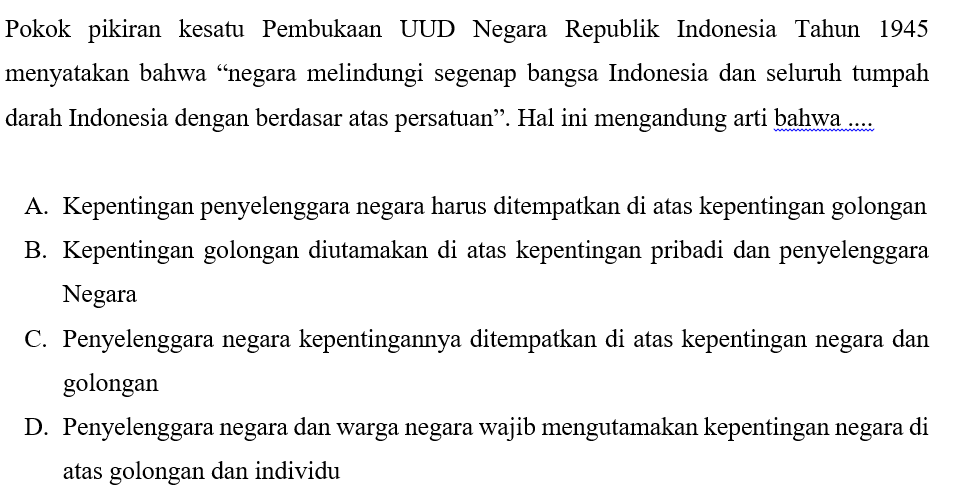 Pokok pikiran kesatu Pembukaan UUD Negara Republik Indonesia Tahun 1945
menyatakan bahwa “negara melindungi segenap bangsa Indonesia dan seluruh tumpah
darah Indonesia dengan berdasar atas persatuan”. Hal ini mengandung arti bahwa ....
A. Kepentingan penyelenggara negara harus ditempatkan di atas kepentingan golongan
B. Kepentingan golongan diutamakan di atas kepentingan pribadi dan penyelenggara
Negara
C. Penyelenggara negara kepentingannya ditempatkan di atas kepentingan negara dan
golongan
D. Penyelenggara negara dan warga negara wajib mengutamakan kepentingan negara di
atas golongan dan individu